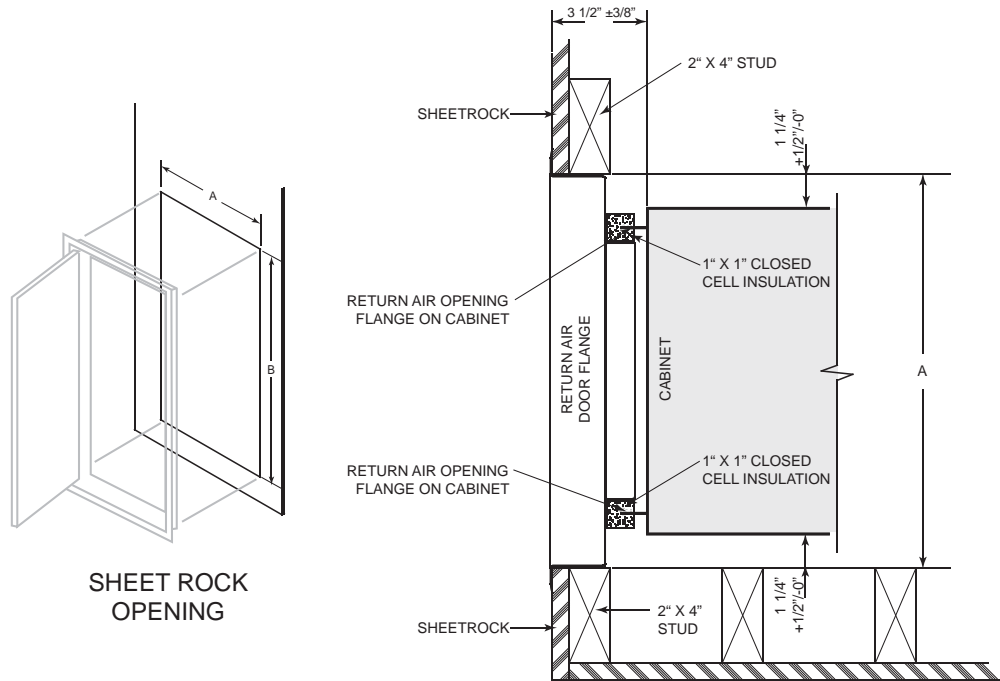 3 1/2” ±3/8”
2“ X 4” STUD
SHEETROCK
1 1/4”
+1/2”/-0”
A
1“ X 1” CLOSED
CELL INSULATION
RETURN AIR OPENING
FLANGE ON CABINET
RETURN AIR
DOOR FLANGE
CABINET
A
B
RETURN AIR OPENING
FLANGE ON CABINET
1“ X 1” CLOSED
CELL INSULATION
SHEET ROCK
OPENING
SHEETROCK
2“ X 4”
STUD
1 1/4”
+1/2”/-0”